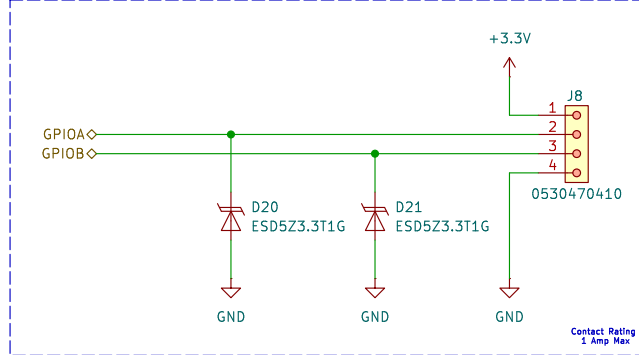 +3.3V
J8
1
GPIOA
2
GPIOB
3
4
0530470410
D20
ESD5Z3.3T1G
D21
ESD5Z3.3T1G
GND
GND
GND
Contact Rating
1 Amp Max